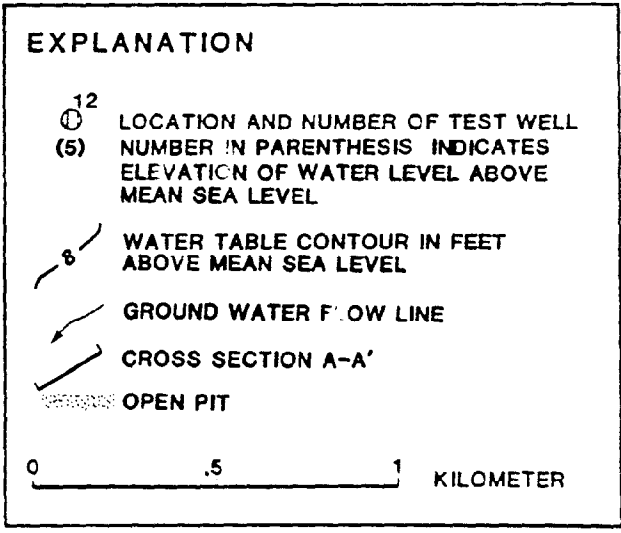 EXPLANATION
12
LOCATION AND NUMBER OF TEST WELL
(5) NUMBER IN PARENTHESIS INDICATES
ELEVATION OF WATER LEVEL ABOVE
MEAN SEA LEVEL
8 WATER TABLE CONTOUR IN FEET
ABOVE MEAN SEA LEVEL
GROUND WATER FLOW LINE
CROSS SECTION A-A'
OPEN PIT
0 .5 1 KILOMETER